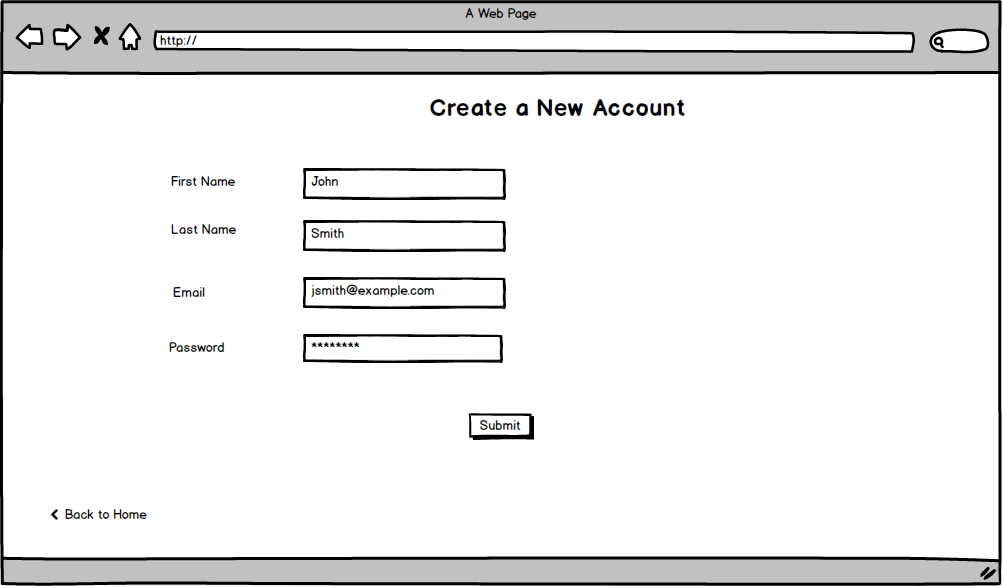 A Web Page
http://
Create a New Account
First Name John
Last Name Smith
Email jsmith@example.com
Password ********
Submit
Back to Home